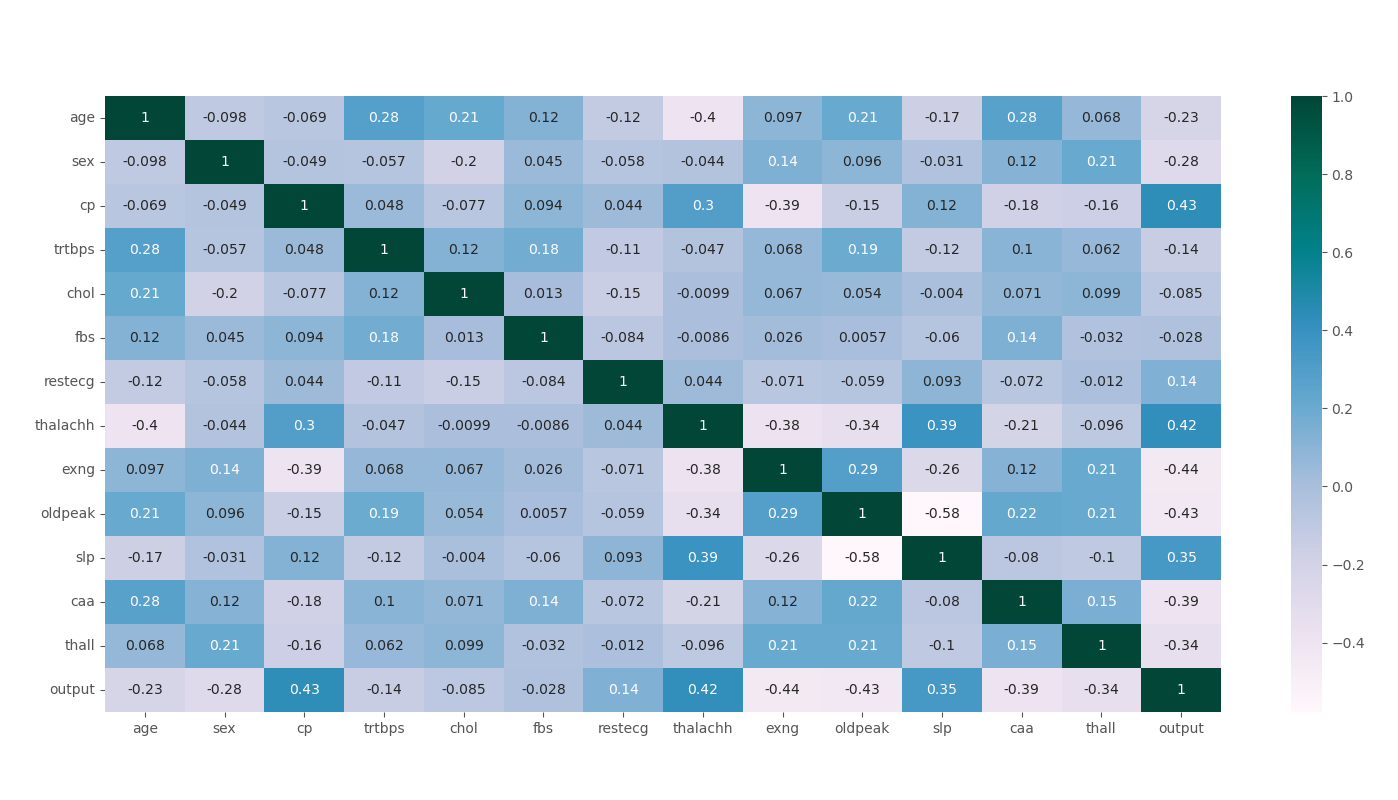 1.0
age 1 -0.098 -0.069 0.28 0.21 0.12 -0.12 -0.4 0.097 0.21 -0.17 0.28 0.068 -0.23
sex -0.098 1 -0.049 -0.057 -0.2 0.045 -0.058 -0.044 0.14 0.096 -0.031 0.12 0.21 -0.28
0.8
cp -0.069 -0.049 1 0.048 -0.077 0.094 0.044 0.3 -0.39 -0.15 0.12 -0.18 -0.16 0.43
trtbps 0.28 -0.057 0.048 1 0.12 0.18 -0.11 -0.047 0.068 0.19 -0.12 0.1 0.062 -0.14
0.6
chol 0.21 -0.2 -0.077 0.12 1 0.013 -0.15 -0.0099 0.067 0.054 -0.004 0.071 0.099 -0.085
0.4
fbs 0.12 0.045 0.094 0.18 0.013 1 -0.084 -0.0086 0.026 0.0057 -0.06 0.14 -0.032 -0.028
restecg -0.12 -0.058 0.044 -0.11 -0.15 -0.084 1 0.044 -0.071 -0.059 0.093 -0.072 -0.012 0.14
0.2
thalachh -0.4 -0.044 0.3 -0.047 -0.0099 -0.0086 0.044 1 -0.38 -0.34 0.39 -0.21 -0.096 0.42
exng 0.097 0.14 -0.39 0.068 0.067 0.026 -0.071 -0.38 1 0.29 -0.26 0.12 0.21 -0.44
0.0
oldpeak 0.21 0.096 -0.15 0.19 0.054 0.0057 -0.059 -0.34 0.29 1 -0.58 0.22 0.21 -0.43
slp -0.17 -0.031 0.12 -0.12 -0.004 -0.06 0.093 0.39 -0.26 -0.58 1 -0.08 -0.1 0.35
−0.2
caa 0.28 0.12 -0.18 0.1 0.071 0.14 -0.072 -0.21 0.12 0.22 -0.08 1 0.15 -0.39
thall 0.068 0.21 -0.16 0.062 0.099 -0.032 -0.012 -0.096 0.21 0.21 -0.1 0.15 1 -0.34
−0.4
output -0.23 -0.28 0.43 -0.14 -0.085 -0.028 0.14 0.42 -0.44 -0.43 0.35 -0.39 -0.34 1
age sex cp trtbps chol fbs restecg thalachh exng oldpeak slp caa thall output